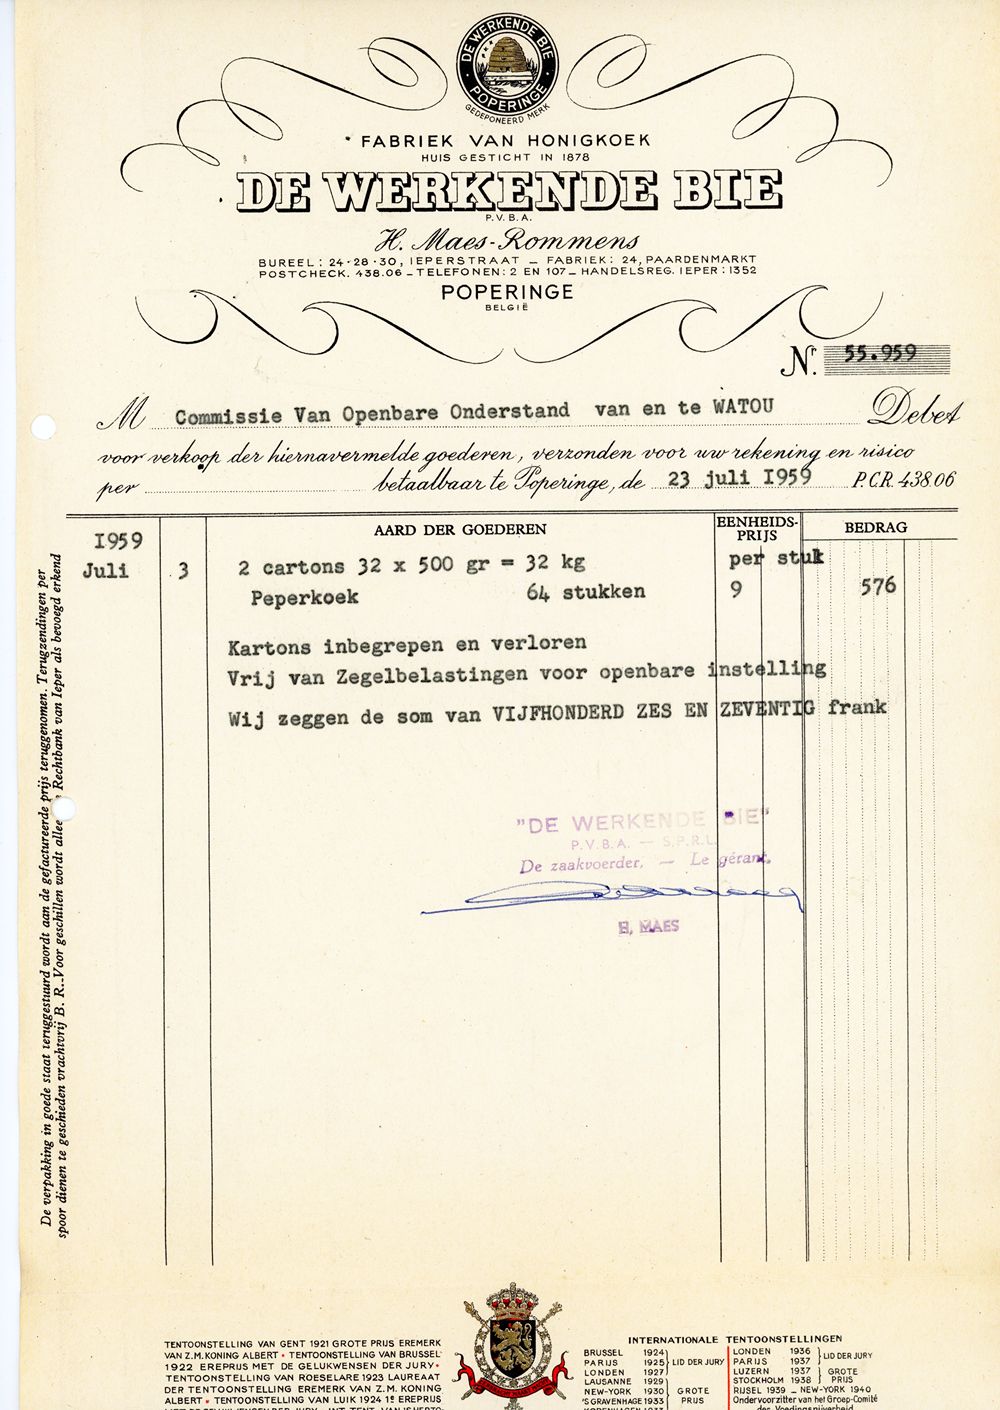 DE WERKENDE BIE
POPERINGE
GEDEPONEERD MERK
FABRIEK VAN HONIGKOEK
HUIS GESTICHT IN 1878
DE WERKENDE BIE
P.V.B.A.
H. Maes-Rommens
BUREEL: 24-28-30, IEPERSTRAAT – FABRIEK: 24, PAARDENMARKT
POSTCHECK. 438.06 – TELEFONEN: 2 EN 107 – HANDELSREG. IEPER: 1352
POPERINGE
BELGIË
Nr. 55.959
M Commissie Van Openbare Onderstand van en te WATOU Debet
voor verkoop der hiernavermelde goederen, verzonden voor uw rekening en risico
per betaalbaar te Poperinge, de 23 juli 1959 P.C.R. 438.06
AARD DER GOEDEREN EENHEIDS-PRIJS BEDRAG
1959
Juli 3 2 cartons 32 x 500 gr = 32 kg per stuk
Peperkoek 64 stukken 9 576
Kartons inbegrepen en verloren
Vrij van Zegelbelastingen voor openbare instelling
Wij zeggen de som van VIJFHONDERD ZES EN ZEVENTIG frank
"DE WERKENDE BIE"
P.V.B.A. — S.P.R.L.
De zaakvoerder, — Le gérant,
H. MAES
De verpakking in goede staat teruggestuurd wordt aan de gefactureerde prijs teruggenomen. Terugzendingen per
spoor dienen te geschieden vrachtvrij B. R. Voor geschillen wordt allee Rechtbank van Ieper als bevoegd erkend
TENTOONSTELLING VAN GENT 1921 GROTE PRIJS EREMERK
VAN Z.M. KONING ALBERT • TENTOONSTELLING VAN BRUSSEL
1922 EREPRIJS MET DE GELUKWENSEN DER JURY •
TENTOONSTELLING VAN ROESELARE 1923 LAUREAAT
DER TENTOONSTELLING EREMERK VAN Z.M. KONING
ALBERT • TENTOONSTELLING VAN LUIK 1924 1e EREPRIJS
INTERNATIONALE TENTOONSTELLINGEN
BRUSSEL 1924
PARIJS 1925 LID DER JURY
LONDEN 1927
LAUSANNE 1929
NEW-YORK 1930 GROTE
'S GRAVENHAGE 1933 PRIJS
LONDEN 1936
PARIJS 1937 LID DER JURY
LUZERN 1937 GROTE
STOCKHOLM 1938 PRIJS
RIJSEL 1939 – NEW-YORK 1940
Ondervoorzitter van het Groep-Comité